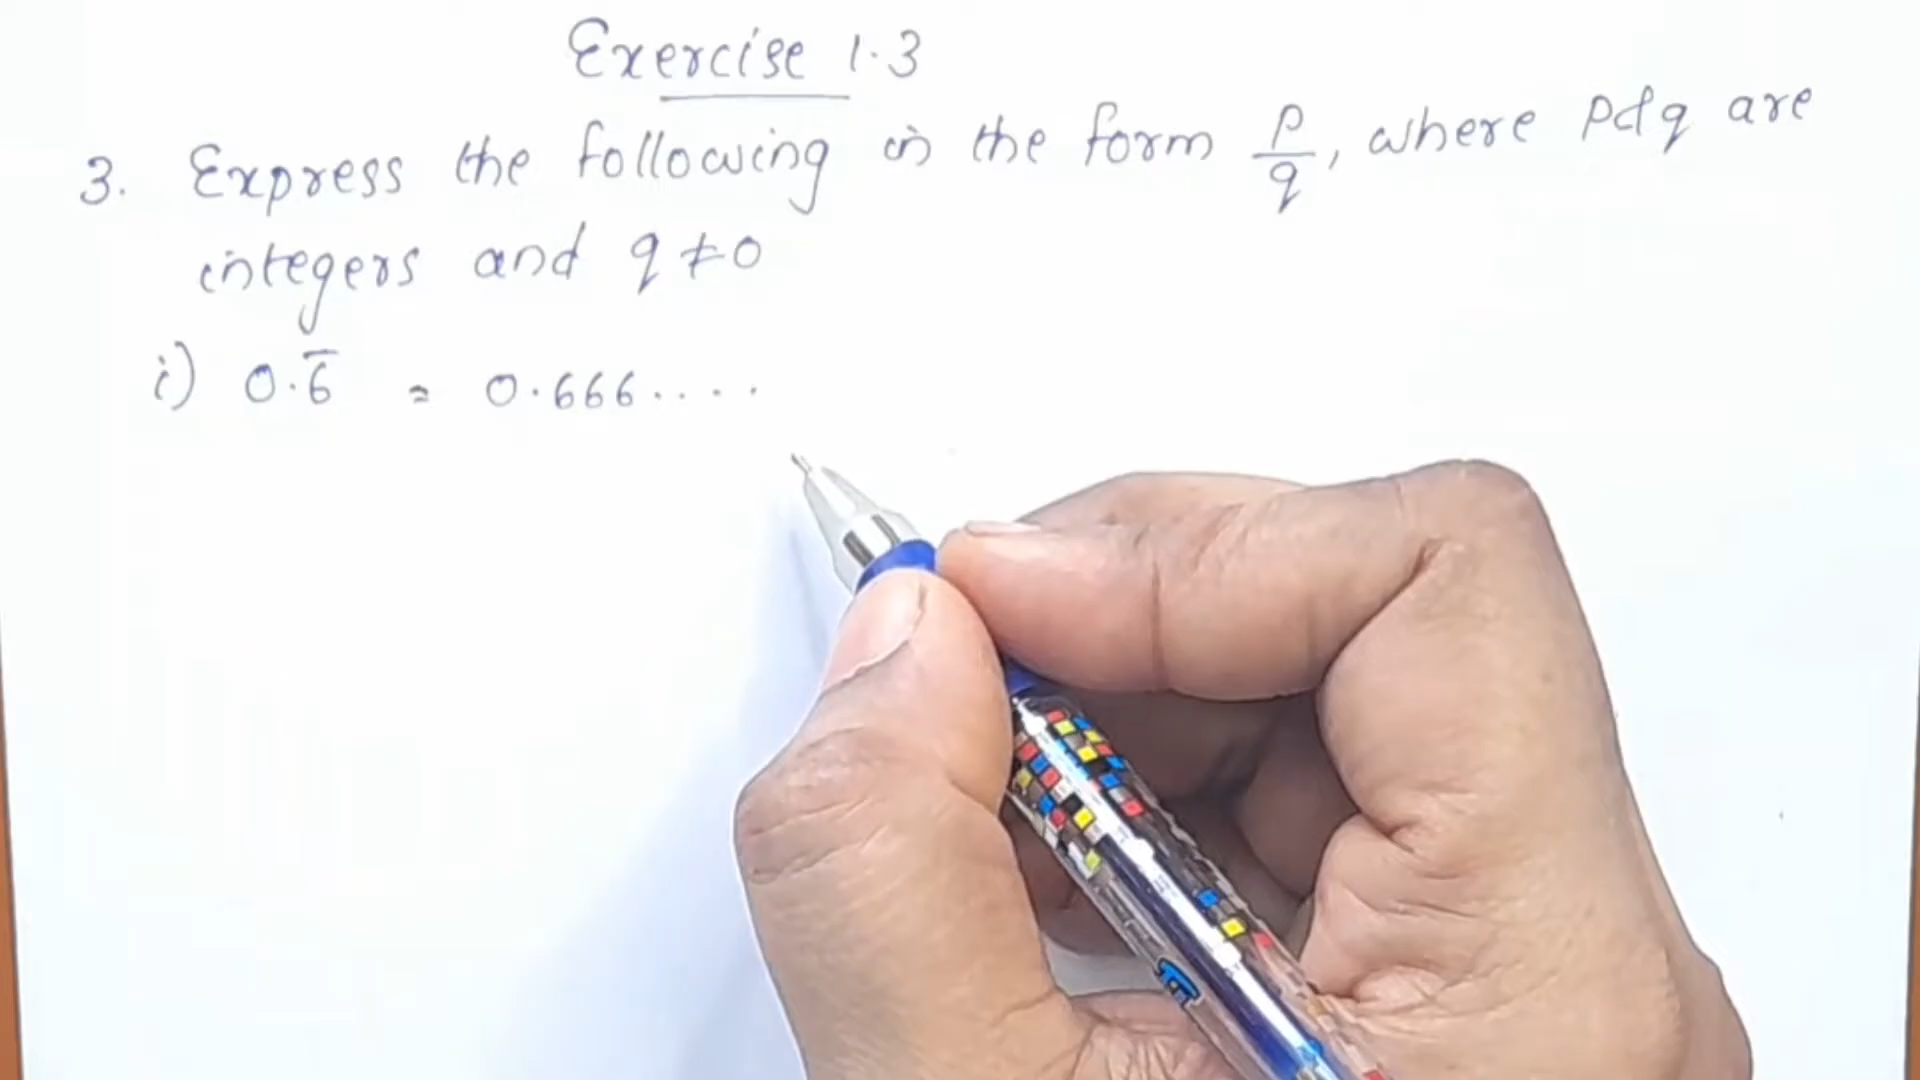 Exercise 1.3
3. Express the following in the form p/q, where p & q are
integers and q ≠ 0
i) 0.6̅ = 0.666....